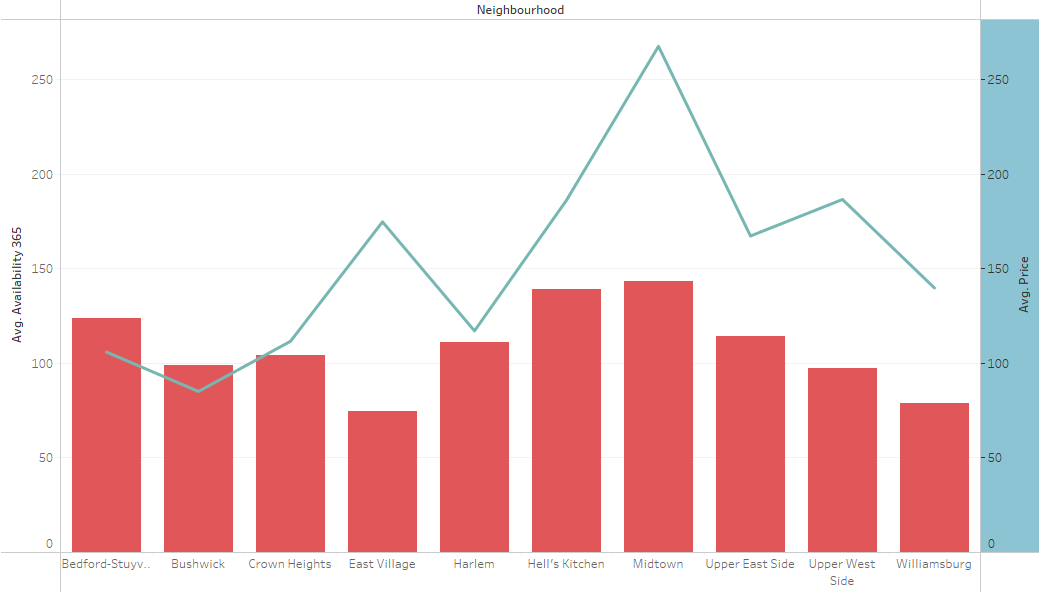 Neighbourhood
Avg. Availability 365
250
200
150
100
50
0
250
200
150
100
50
0
Avg. Price
Bedford-Stuyv..
Bushwick
Crown Heights
East Village
Harlem
Hell's Kitchen
Midtown
Upper East Side
Upper West
Side
Williamsburg